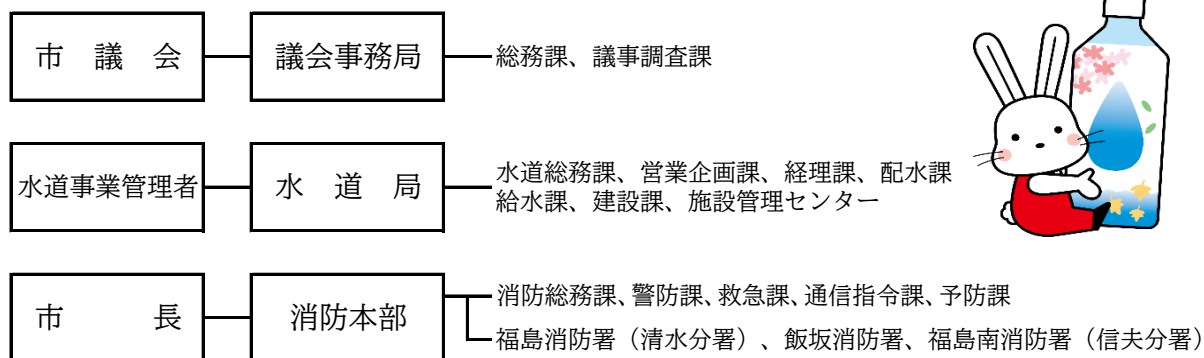 市議会 議会事務局 総務課、議事調査課
水道事業管理者 水道局 水道総務課、営業企画課、経理課、配水課
給水課、建設課、施設管理センター
市長 消防本部 消防総務課、警防課、救急課、通信指令課、予防課
福島消防署（清水分署）、飯坂消防署、福島南消防署（信夫分署）